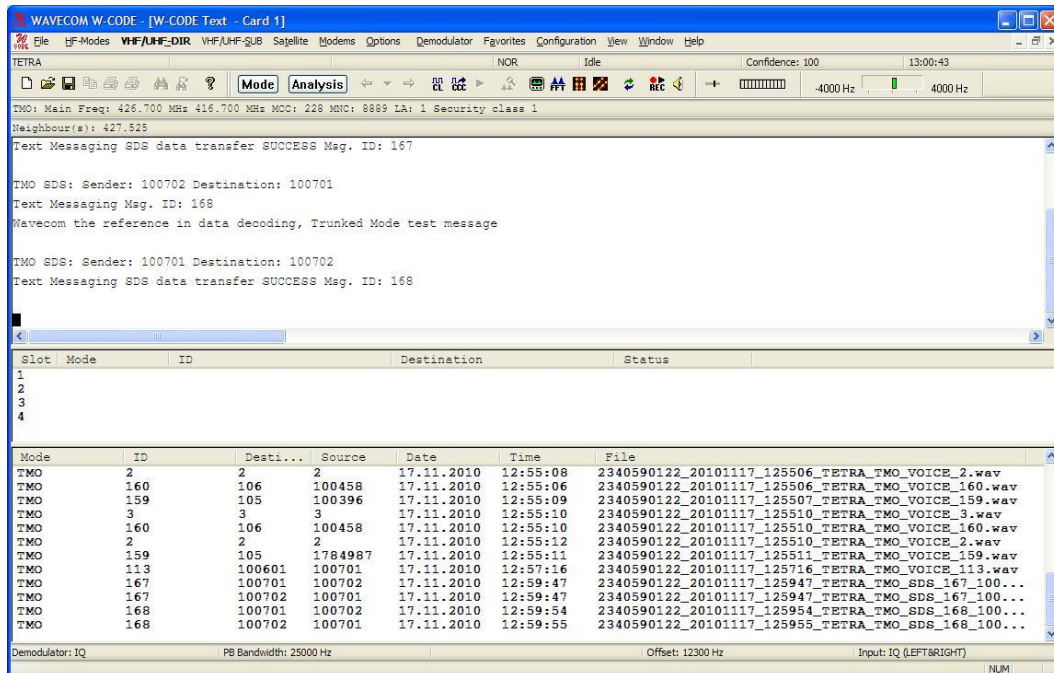 WAVECOM W-CODE - [W-CODE Text - Card 1]
File HF-Modes VHF/UHF-DIR VHF/UHF-SUB Satellite Modems Options Demodulator Favorites Configuration View Window Help
TETRA NOR Idle Confidence: 100 13:00:43
Mode Analysis CL CCC REC -4000 Hz 4000 Hz
TMO: Main Freq: 426.700 MHz 416.700 MHz MCC: 228 MNC: 8889 LA: 1 Security class 1
Neighbour(s): 427.525
Text Messaging SDS data transfer SUCCESS Msg. ID: 167
TMO SDS: Sender: 100702 Destination: 100701
Text Messaging Msg. ID: 168
Wavecom the reference in data decoding, Trunked Mode test message
TMO SDS: Sender: 100701 Destination: 100702
Text Messaging SDS data transfer SUCCESS Msg. ID: 168
Slot Mode ID Destination Status
1
2
3
4
Mode ID Desti... Source Date Time File
TMO 2 2 2 17.11.2010 12:55:08 2340590122_20101117_125506_TETRA_TMO_VOICE_2.wav
TMO 160 106 100458 17.11.2010 12:55:06 2340590122_20101117_125506_TETRA_TMO_VOICE_160.wav
TMO 159 105 100396 17.11.2010 12:55:09 2340590122_20101117_125507_TETRA_TMO_VOICE_159.wav
TMO 3 3 3 17.11.2010 12:55:10 2340590122_20101117_125510_TETRA_TMO_VOICE_3.wav
TMO 160 106 100458 17.11.2010 12:55:10 2340590122_20101117_125510_TETRA_TMO_VOICE_160.wav
TMO 2 2 2 17.11.2010 12:55:12 2340590122_20101117_125510_TETRA_TMO_VOICE_2.wav
TMO 159 105 1784987 17.11.2010 12:55:11 2340590122_20101117_125511_TETRA_TMO_VOICE_159.wav
TMO 113 100601 100701 17.11.2010 12:57:16 2340590122_20101117_125716_TETRA_TMO_VOICE_113.wav
TMO 167 100701 100702 17.11.2010 12:59:47 2340590122_20101117_125947_TETRA_TMO_SDS_167_100...
TMO 167 100702 100701 17.11.2010 12:59:47 2340590122_20101117_125947_TETRA_TMO_SDS_167_100...
TMO 168 100701 100702 17.11.2010 12:59:54 2340590122_20101117_125954_TETRA_TMO_SDS_168_100...
TMO 168 100702 100701 17.11.2010 12:59:55 2340590122_20101117_125955_TETRA_TMO_SDS_168_100...
Demodulator: IQ PB Bandwidth: 25000 Hz Offset: 12300 Hz Input: IQ (LEFT&RIGHT)
NUM